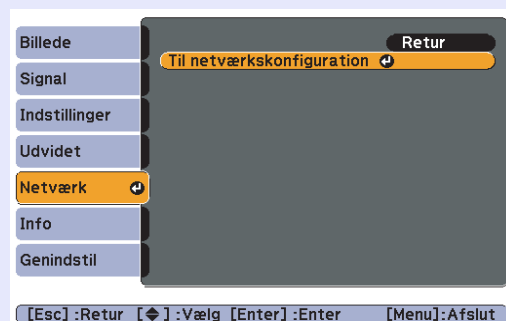 Billede
Signal
Indstillinger
Udvidet
Netværk
Info
Genindstil
Retur
Til netværkskonfiguration
[Esc] :Retur [◆] :Vælg [Enter] :Enter [Menu]:Afslut